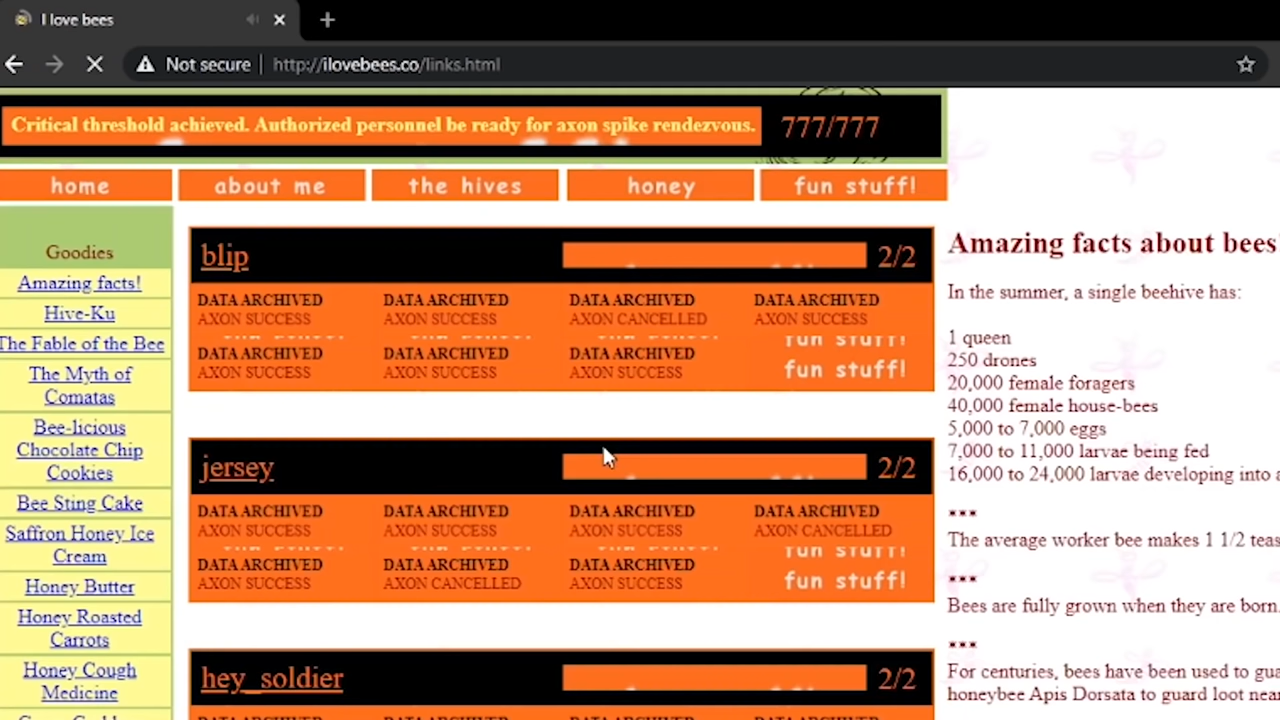 I love bees
Not secure
http://ilovebees.co/links.html
Critical threshold achieved. Authorized personnel be ready for axon spike rendezvous.
777/777
home
about me
the hives
honey
fun stuff!
Goodies
Amazing facts!
Hive-Ku
The Fable of the Bee
The Myth of
Comatas
Bee-licious
Chocolate Chip
Cookies
Bee Sting Cake
Saffron Honey Ice
Cream
Honey Butter
Honey Roasted
Carrots
Honey Cough
Medicine
blip 2/2
DATA ARCHIVED DATA ARCHIVED DATA ARCHIVED DATA ARCHIVED
AXON SUCCESS AXON SUCCESS AXON CANCELLED AXON SUCCESS
DATA ARCHIVED DATA ARCHIVED DATA ARCHIVED
AXON SUCCESS AXON SUCCESS AXON SUCCESS fun stuff!
jersey 2/2
DATA ARCHIVED DATA ARCHIVED DATA ARCHIVED DATA ARCHIVED
AXON SUCCESS AXON SUCCESS AXON SUCCESS AXON CANCELLED
DATA ARCHIVED DATA ARCHIVED DATA ARCHIVED
AXON SUCCESS AXON CANCELLED AXON SUCCESS fun stuff!
hey_soldier 2/2
Amazing facts about bees
In the summer, a single beehive has:
1 queen
250 drones
20,000 female foragers
40,000 female house-bees
5,000 to 7,000 eggs
7,000 to 11,000 larvae being fed
16,000 to 24,000 larvae developing into
The average worker bee makes 1 1/2
Bees are fully grown when they are born.
For centuries, bees have been used to
honeybee Apis Dorsata to guard loot